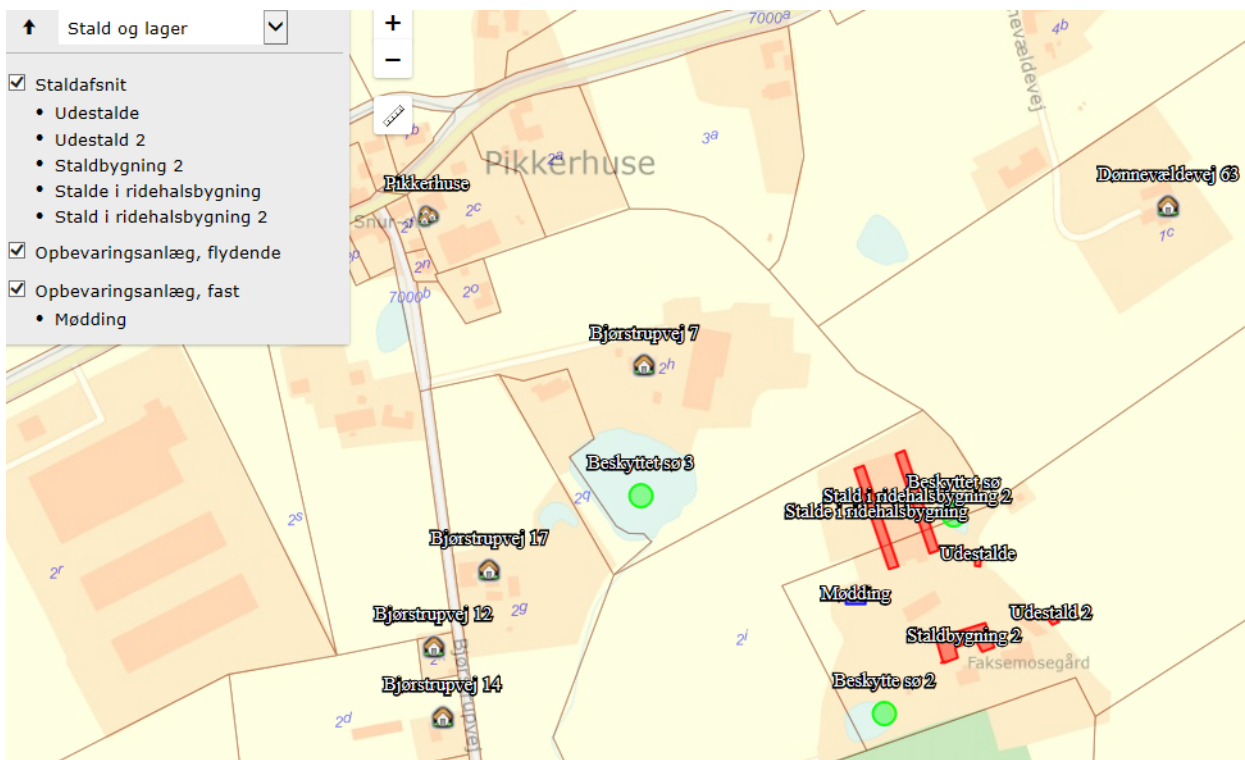 Stald og lager
Staldafsnit
• Udestalde
• Udestald 2
• Staldbygning 2
• Stalde i ridehalsbygning
• Stald i ridehalsbygning 2
Opbevaringsanlæg, flydende
Opbevaringsanlæg, fast
• Mødding
+
−
7000a
4b
3a
Pikkerhuse
2a
Pikkerhuse
2c
2n
2o
7000b
Dønnevældevej 63
1c
Bjørstrupvej 7
2h
Beskyttet sø 3
2q
Beskyttet sø
Stald i ridehalsbygning 2
Stalde i ridehalsbygning
2s
Bjørstrupvej 17
Udestalde
2r
Mødding
2g
Bjørstrupvej 12
Udestald 2
2i
Staldbygning 2
Faksemosegård
Bjørstrupvej 14
Beskytte sø 2
2d
Bjørstrupvej